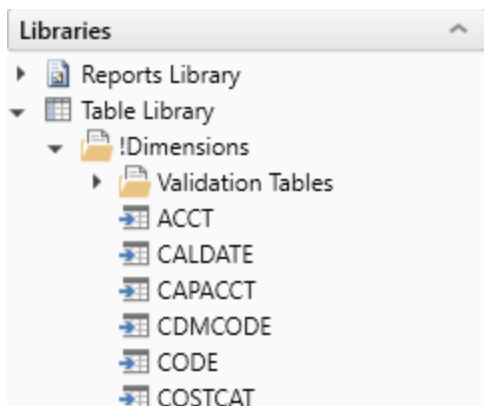 Libraries
Reports Library
Table Library
!Dimensions
Validation Tables
ACCT
CALDATE
CAPACCT
CDMCODE
CODE
COSTCAT